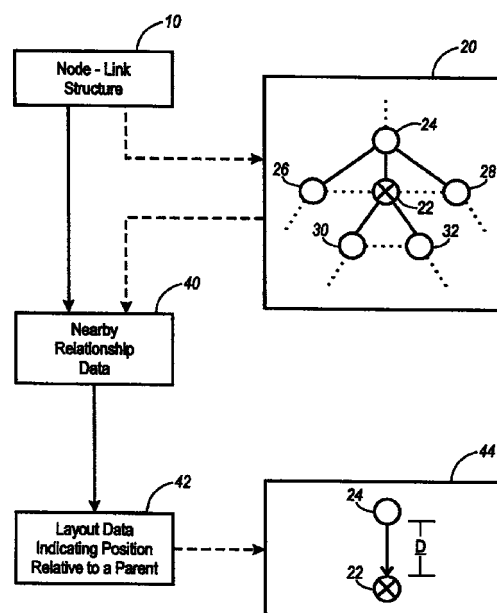 10
Node - Link
Structure
20
24
26
28
22
30
32
40
Nearby
Relationship
Data
42
Layout Data
Indicating Position
Relative to a Parent
44
24
D
22